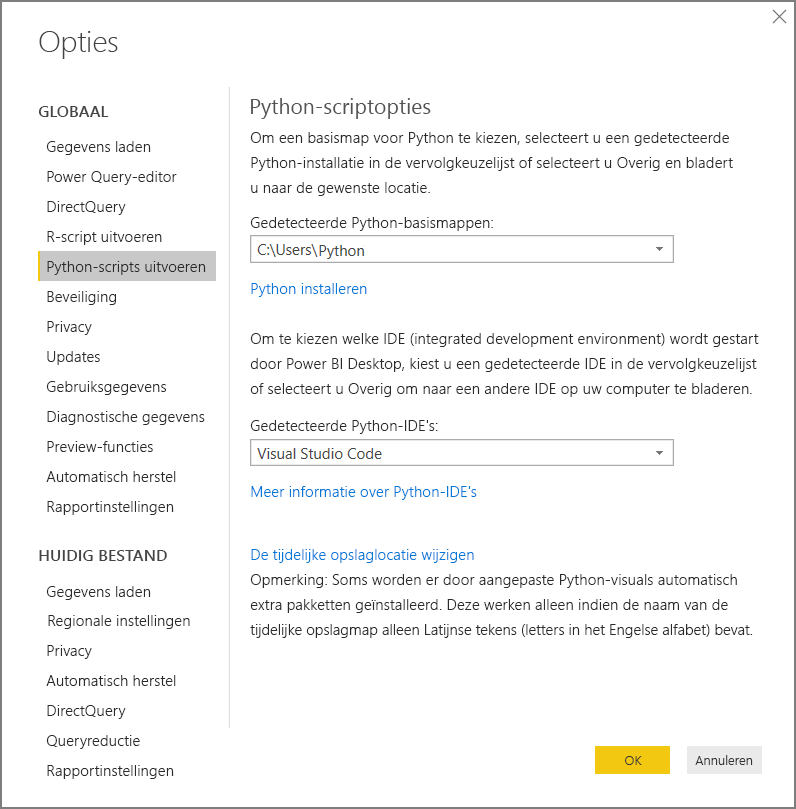 Opties
GLOBAAL
Gegevens laden
Power Query-editor
DirectQuery
R-script uitvoeren
Python-scripts uitvoeren
Beveiliging
Privacy
Updates
Gebruiksgegevens
Diagnostische gegevens
Preview-functies
Automatisch herstel
Rapportinstellingen
HUIDIG BESTAND
Gegevens laden
Regionale instellingen
Privacy
Automatisch herstel
DirectQuery
Queryreductie
Rapportinstellingen
Python-scriptopties
Om een basismap voor Python te kiezen, selecteert u een gedetecteerde
Python-installatie in de vervolgkeuzelijst of selecteert u Overig en bladert
u naar de gewenste locatie.
Gedetecteerde Python-basismappen:
C:\Users\Python
Python installeren
Om te kiezen welke IDE (integrated development environment) wordt gestart
door Power BI Desktop, kiest u een gedetecteerde IDE in de vervolgkeuzelijst
of selecteert u Overig om naar een andere IDE op uw computer te bladeren.
Gedetecteerde Python-IDE's:
Visual Studio Code
Meer informatie over Python-IDE's
De tijdelijke opslaglocatie wijzigen
Opmerking: Soms worden er door aangepaste Python-visuals automatisch
extra pakketten geïnstalleerd. Deze werken alleen indien de naam van de
tijdelijke opslagmap alleen Latijnse tekens (letters in het Engelse alfabet) bevat.
OK
Annuleren